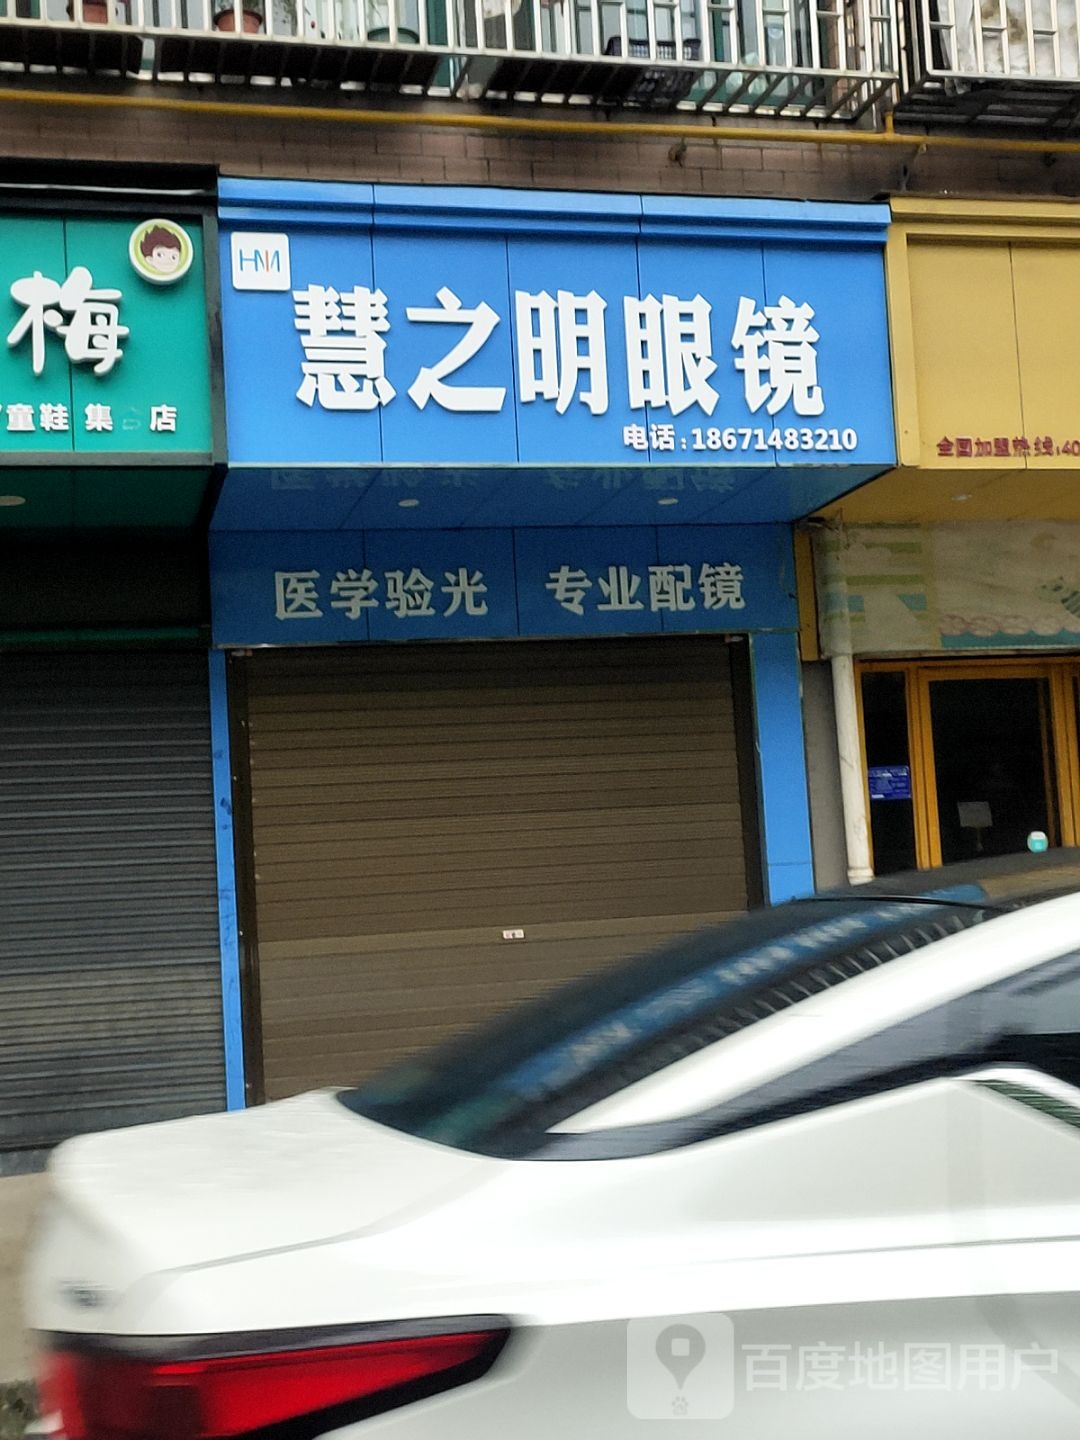 梅
童鞋 集 店
HM
慧之明眼镜
电话:18671483210
全国加盟热线:40
医学验光 专业配镜
百度地图用户